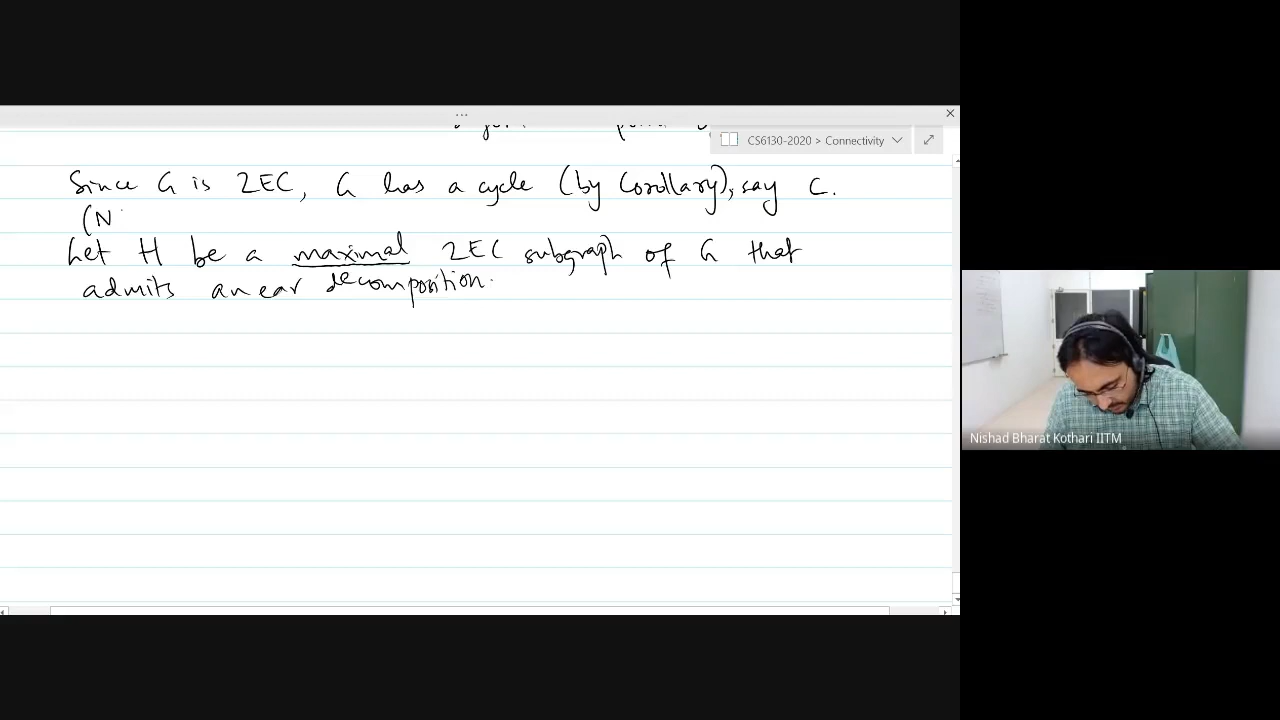 CS6130-2020 > Connectivity
Since G is 2EC, G has a cycle (by Corollary), say C.
(N
Let H be a maximal 2EC subgraph of G that
admits an ear decomposition.
Nishad Bharat Kothari IITM